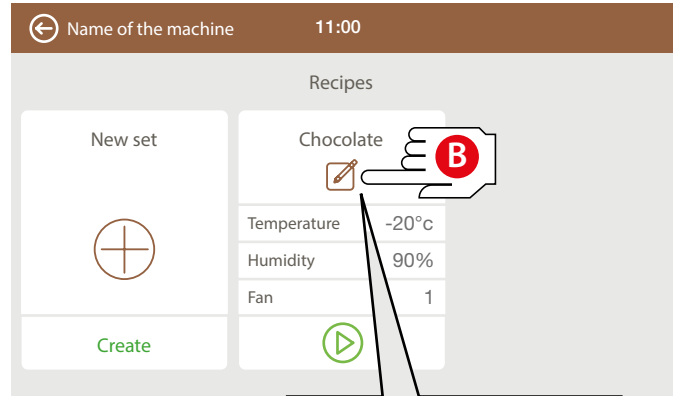 Name of the machine 11:00
Recipes
New set
Create
Chocolate
B
Temperature -20°c
Humidity 90%
Fan 1